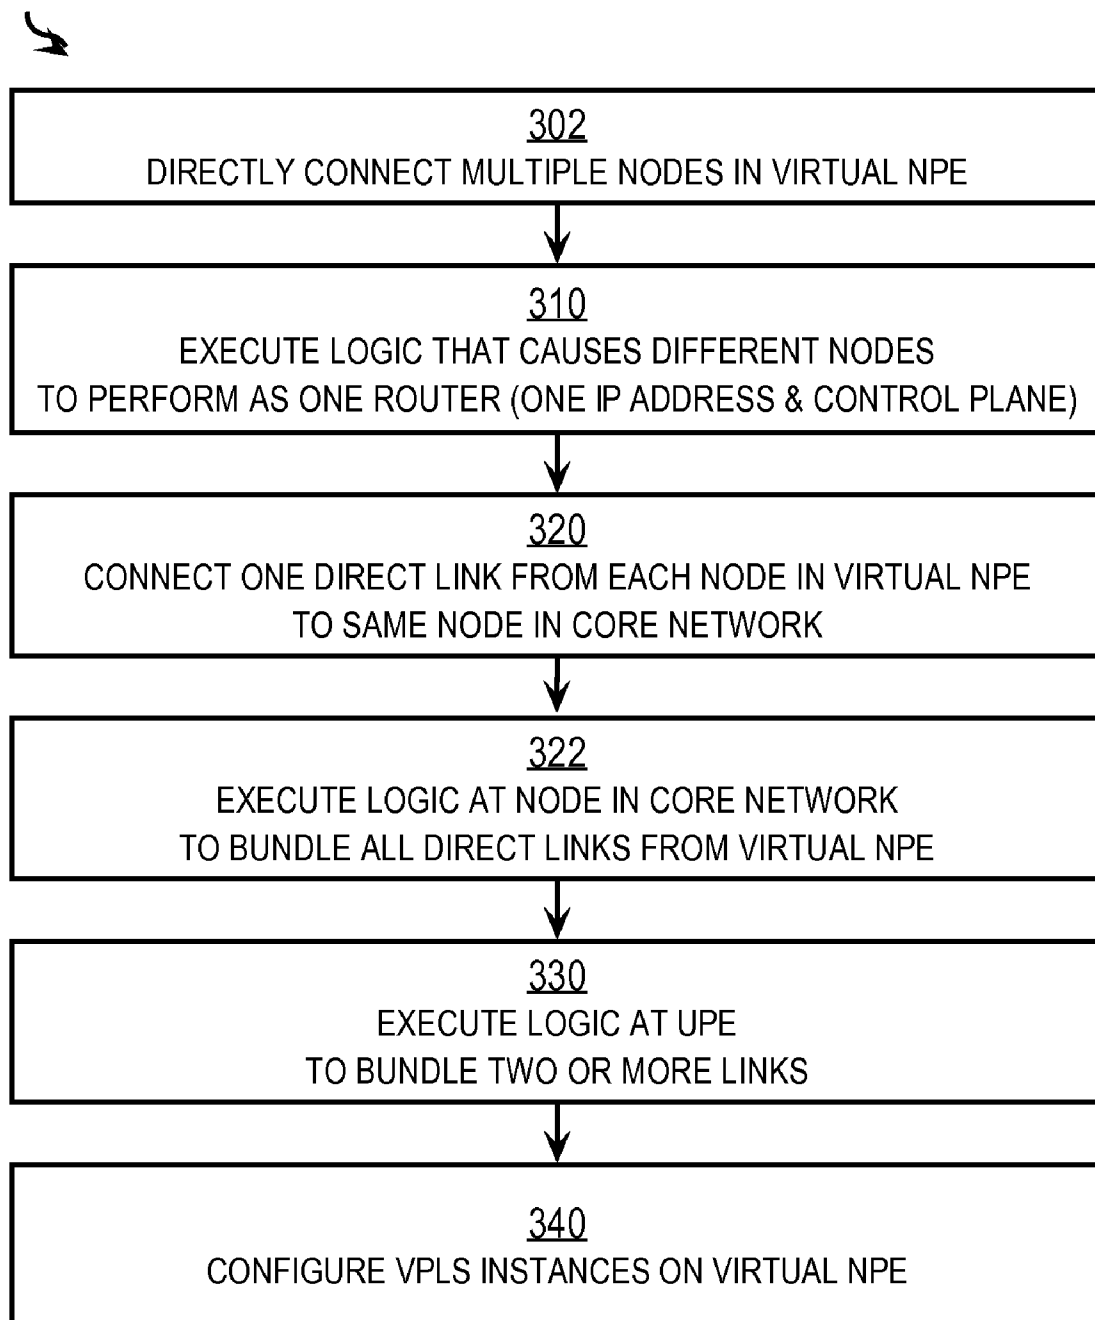 302
DIRECTLY CONNECT MULTIPLE NODES IN VIRTUAL NPE
310
EXECUTE LOGIC THAT CAUSES DIFFERENT NODES
TO PERFORM AS ONE ROUTER (ONE IP ADDRESS & CONTROL PLANE)
320
CONNECT ONE DIRECT LINK FROM EACH NODE IN VIRTUAL NPE
TO SAME NODE IN CORE NETWORK
322
EXECUTE LOGIC AT NODE IN CORE NETWORK
TO BUNDLE ALL DIRECT LINKS FROM VIRTUAL NPE
330
EXECUTE LOGIC AT UPE
TO BUNDLE TWO OR MORE LINKS
340
CONFIGURE VPLS INSTANCES ON VIRTUAL NPE